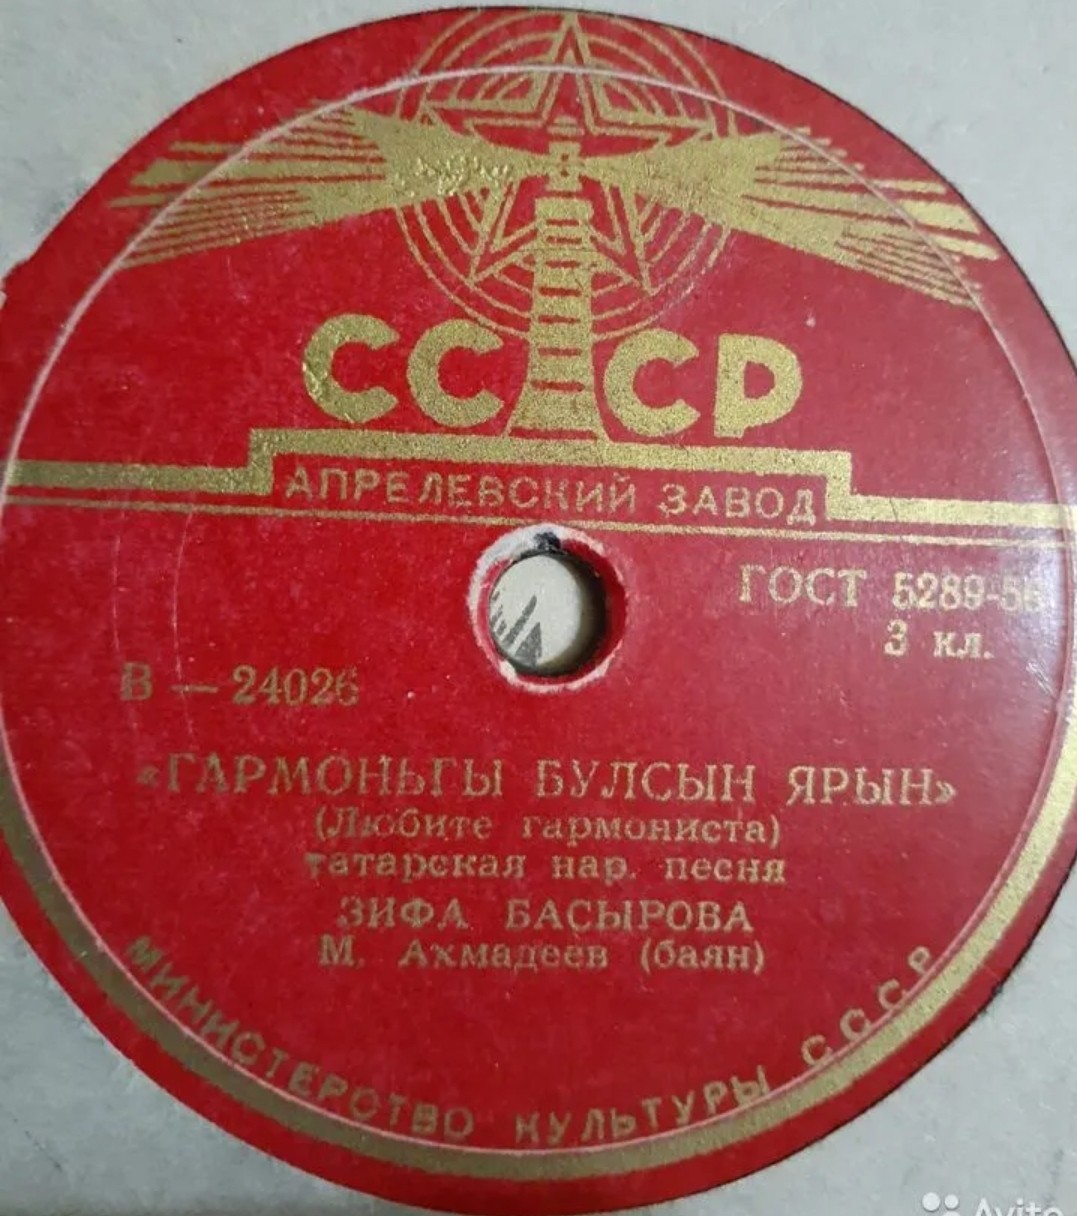 СССР
АПРЕЛЕВСКИЙ ЗАВОД
ГОСТ 5289-56
3 кл.
В — 24026
«ГАРМОНЬГЫ БУЛСЫН ЯРЫН»
(Любите гармониста)
татарская нар. песня
ЗИФА БАСЫРОВА
М. Ахмадеев (баян)
МИНИСТЕРСТВО КУЛЬТУРЫ СССР
Avito